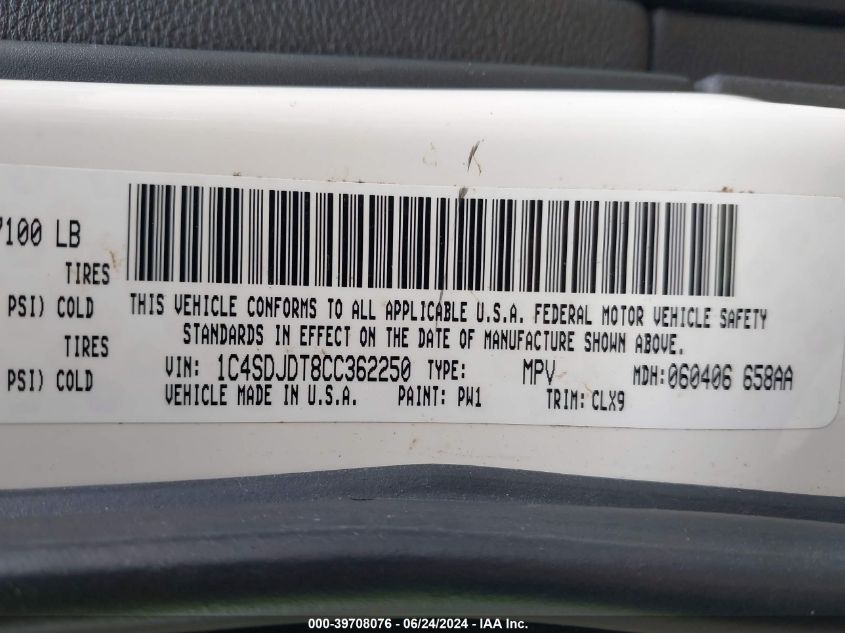 7100 LB
TIRES
PSI) COLD
TIRES
PSI) COLD
THIS VEHICLE CONFORMS TO ALL APPLICABLE U.S.A. FEDERAL MOTOR VEHICLE SAFETY
STANDARDS IN EFFECT ON THE DATE OF MANUFACTURE SHOWN ABOVE.
VIN: 1C4SDJDT8CC362250 TYPE: MPV MDH:060406 658AA
VEHICLE MADE IN U.S.A. PAINT: PW1 TRIM: CLX9
000-39708076 - 06/24/2024 - IAA Inc.